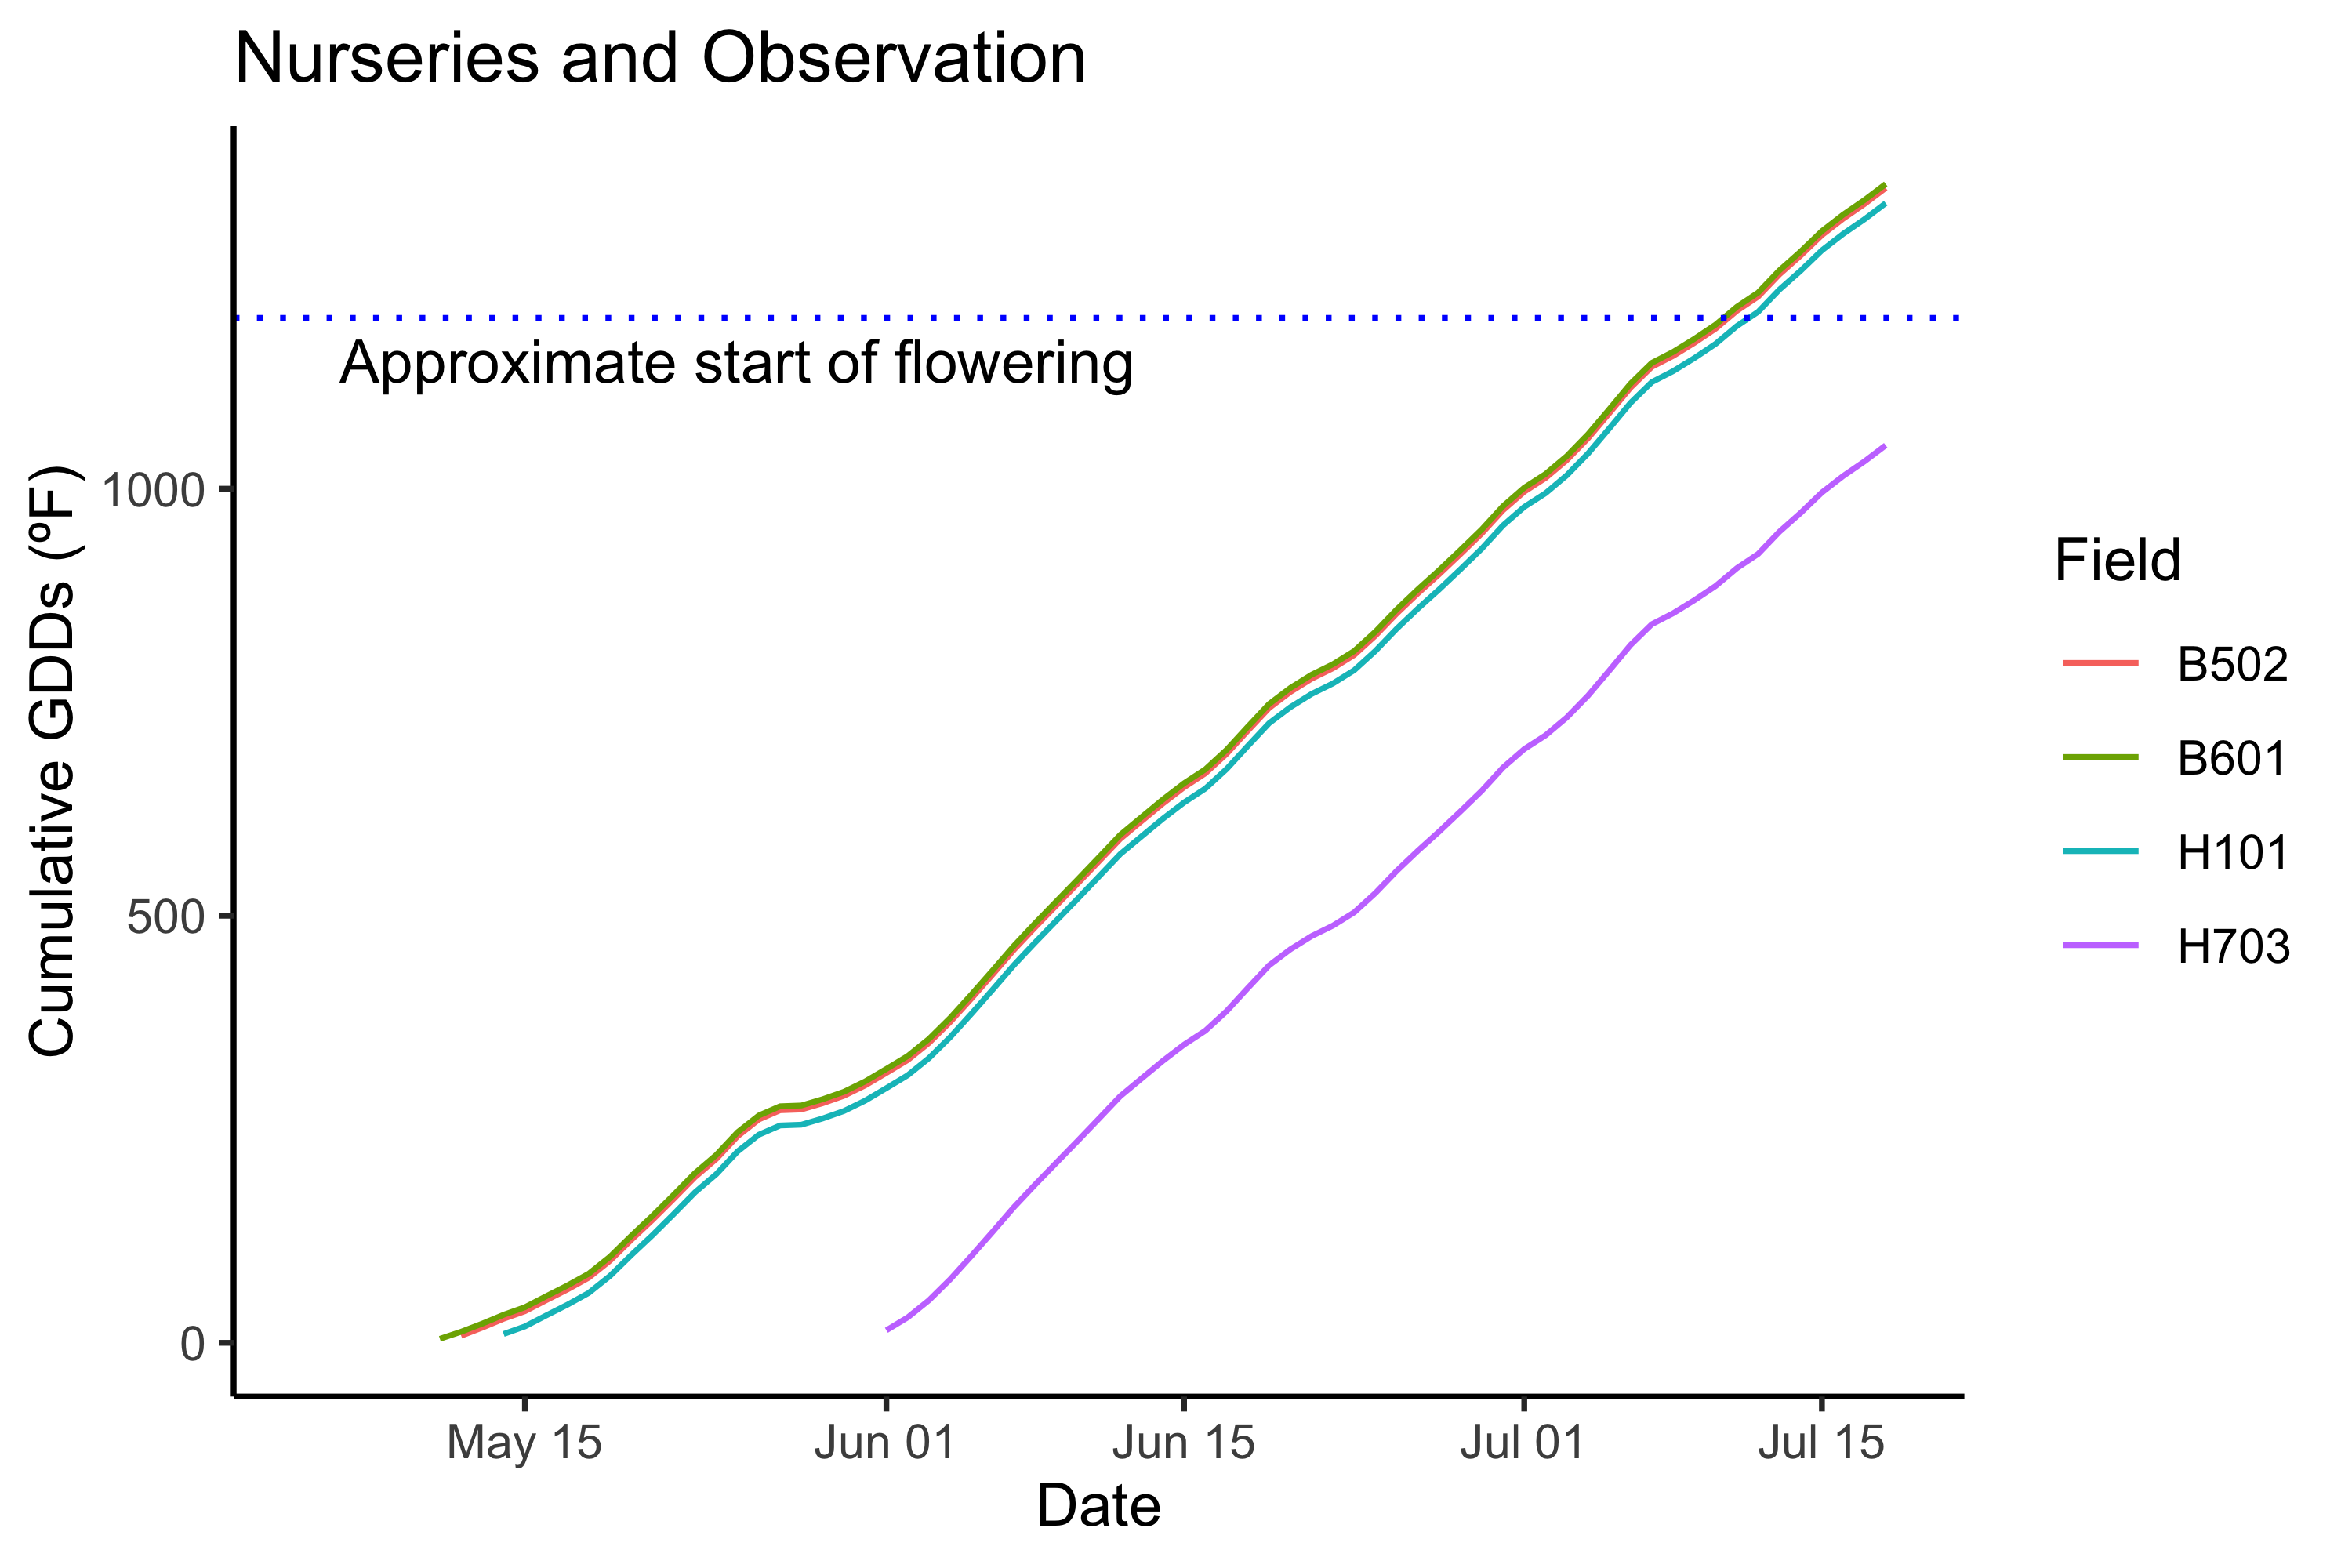 Nurseries and Observation
Approximate start of flowering
Cumulative GDDs (ºF)
1000
500
0
May 15
Jun 01
Jun 15
Jul 01
Jul 15
Date
Field
B502
B601
H101
H703